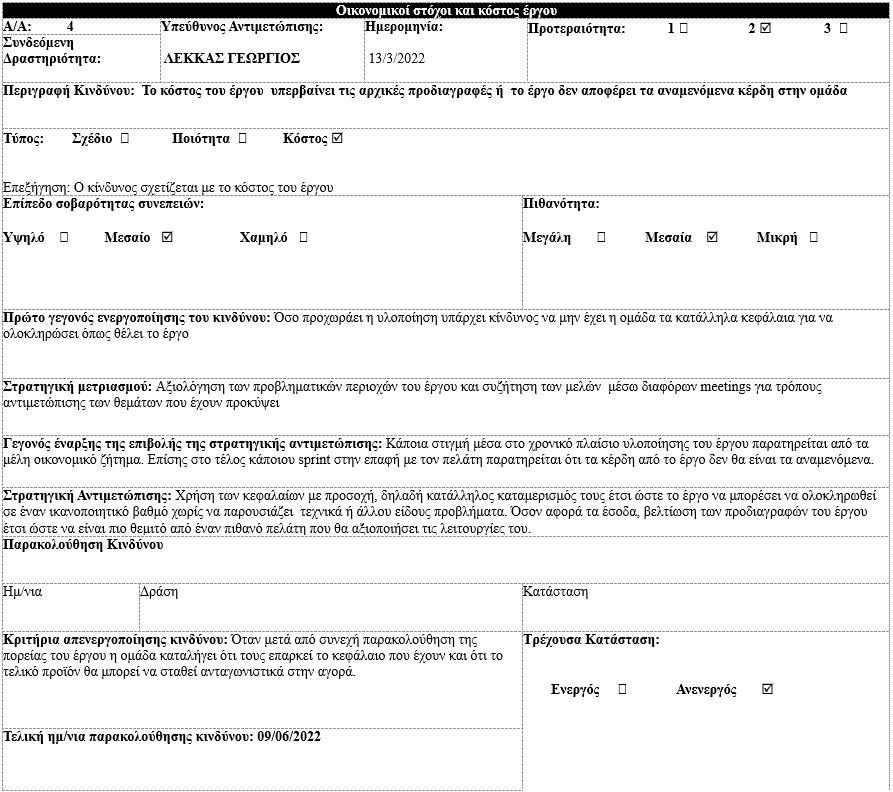 Οικονομικοί στόχοι και κόστος έργου
Α/Α: 4 Υπεύθυνος Αντιμετώπισης: Ημερομηνία: Προτεραιότητα: 1 ☐ 2 ☑ 3 ☐
Συνδεόμενη
Δραστηριότητα: ΛΕΚΚΑΣ ΓΕΩΡΓΙΟΣ 13/3/2022
Περιγραφή Κινδύνου: Το κόστος του έργου υπερβαίνει τις αρχικές προδιαγραφές ή το έργο δεν αποφέρει τα αναμενόμενα κέρδη στην ομάδα
Τύπος: Σχέδιο ☐ Ποιότητα ☐ Κόστος ☑
Επεξήγηση: Ο κίνδυνος σχετίζεται με το κόστος του έργου
Επίπεδο σοβαρότητας συνεπειών: Πιθανότητα:
Υψηλό ☐ Μεσαίο ☑ Χαμηλό ☐ Μεγάλη ☐ Μεσαία ☑ Μικρή ☐
Πρώτο γεγονός ενεργοποίησης του κινδύνου: Όσο προχωράει η υλοποίηση υπάρχει κίνδυνος να μην έχει η ομάδα τα κατάλληλα κεφάλαια για να
ολοκληρώσει όπως θέλει το έργο
Στρατηγική μετριασμού: Αξιολόγηση των προβληματικών περιοχών του έργου και συζήτηση των μελών μέσω διαφόρων meetings για τρόπους
αντιμετώπισης των θεμάτων που έχουν προκύψει
Γεγονός έναρξης της επιβολής της στρατηγικής αντιμετώπισης: Κάποια στιγμή μέσα στο χρονικό πλαίσιο υλοποίησης του έργου παρατηρείται από τα
μέλη οικονομικό ζήτημα. Επίσης στο τέλος κάποιου sprint στην επαφή με τον πελάτη παρατηρείται ότι τα κέρδη από το έργο δεν θα είναι τα αναμενόμενα.
Στρατηγική Αντιμετώπισης: Χρήση των κεφαλαίων με προσοχή, δηλαδή κατάλληλος καταμερισμός τους έτσι ώστε το έργο να μπορέσει να ολοκληρωθεί
σε έναν ικανοποιητικό βαθμό χωρίς να παρουσιάζει τεχνικά ή άλλου είδους προβλήματα. Όσον αφορά τα έσοδα, βελτίωση των προδιαγραφών του έργου
έτσι ώστε να είναι πιο θεμιτό από έναν πιθανό πελάτη που θα αξιοποιήσει τις λειτουργίες του.
Παρακολούθηση Κινδύνου
Ημ/νια Δράση Κατάσταση
Κριτήρια απενεργοποίησης κινδύνου: Όταν μετά από συνεχή παρακολούθηση της
πορείας του έργου η ομάδα καταλήγει ότι τους επαρκεί το κεφάλαιο που έχουν και ότι το
τελικό προϊόν θα μπορεί να σταθεί ανταγωνιστικά στην αγορά.
Τρέχουσα Κατάσταση:
Ενεργός ☐ Ανενεργός ☑
Τελική ημ/νια παρακολούθησης κινδύνου: 09/06/2022